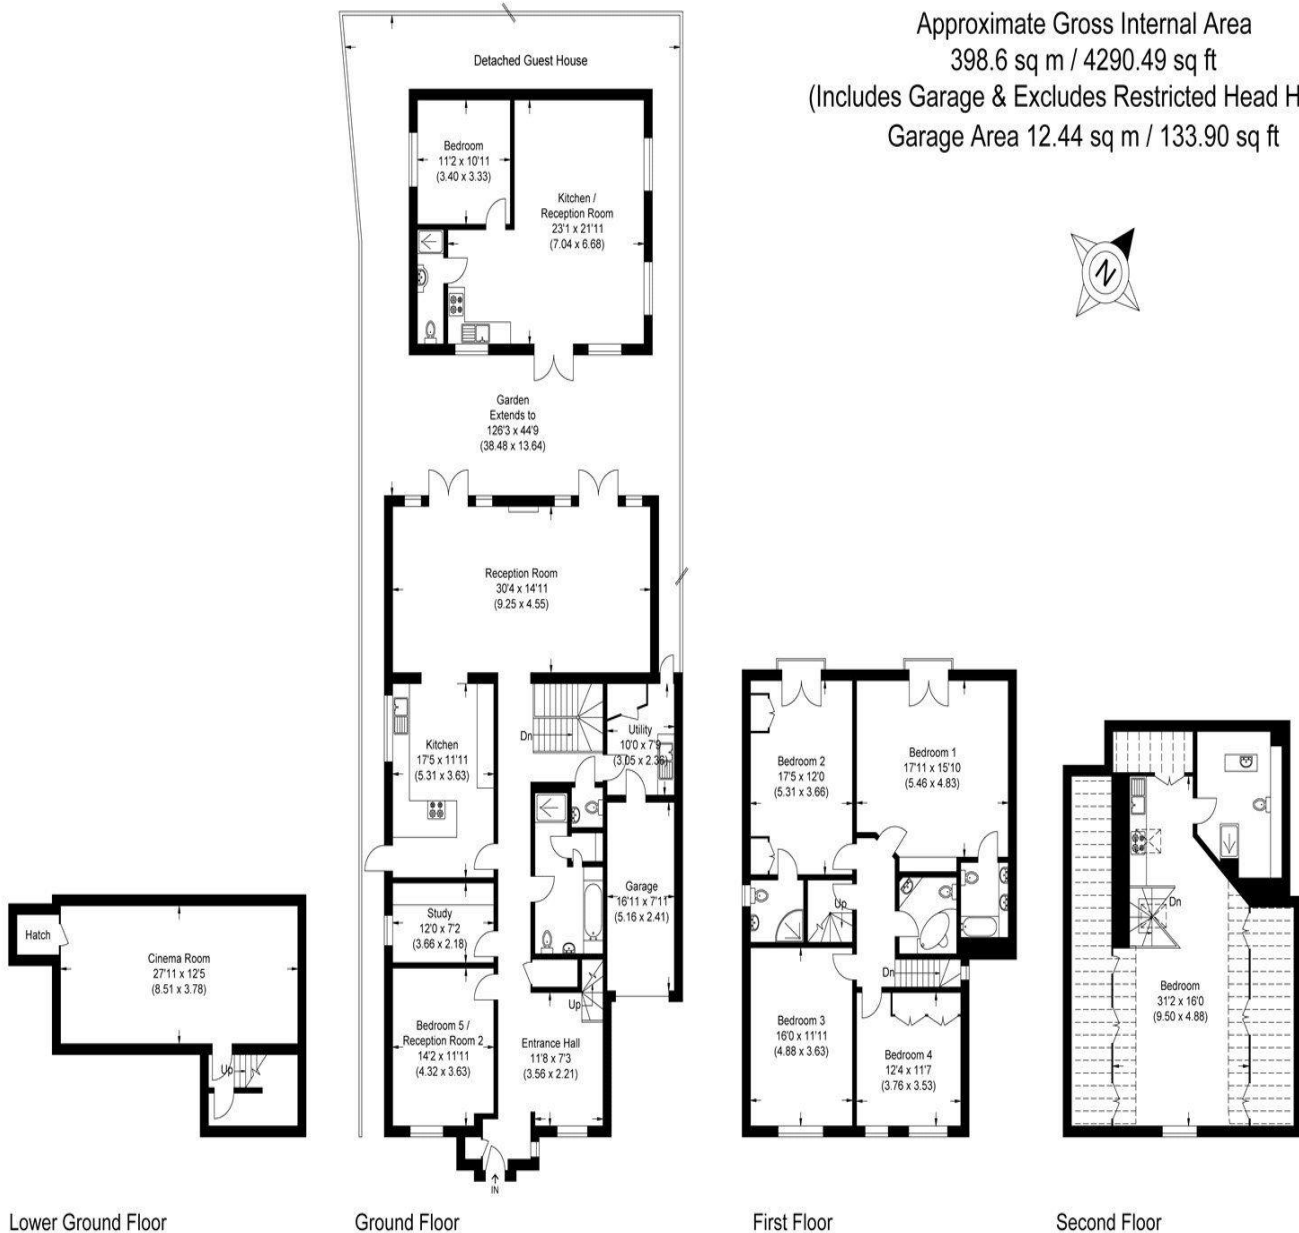 Approximate Gross Internal Area
398.6 sq m / 4290.49 sq ft
(Includes Garage & Excludes Restricted Head H
Garage Area 12.44 sq m / 133.90 sq ft
N
Detached Guest House
Bedroom
11'2 x 10'11
(3.40 x 3.33)
Kitchen /
Reception Room
23'1 x 21'11
(7.04 x 6.68)
Garden
Extends to
126'3 x 44'9
(38.48 x 13.64)
Reception Room
30'4 x 14'11
(9.25 x 4.55)
Kitchen
17'5 x 11'11
(5.31 x 3.63)
Dn
Utility
10'0 x 7'9
(3.05 x 2.36)
Garage
16'11 x 7'11
(5.16 x 2.41)
Study
12'0 x 7'2
(3.66 x 2.18)
Bedroom 5 /
Reception Room 2
14'2 x 11'11
(4.32 x 3.63)
Up
Entrance Hall
11'8 x 7'3
(3.56 x 2.21)
IN
Hatch
Cinema Room
27'11 x 12'5
(8.51 x 3.78)
Up
Bedroom 2
17'5 x 12'0
(5.31 x 3.66)
Bedroom 1
17'11 x 15'10
(5.46 x 4.83)
Up
Dn
Bedroom 3
16'0 x 11'11
(4.88 x 3.63)
Bedroom 4
12'4 x 11'7
(3.76 x 3.53)
Dn
Bedroom
31'2 x 16'0
(9.50 x 4.88)
Lower Ground Floor
Ground Floor
First Floor
Second Floor